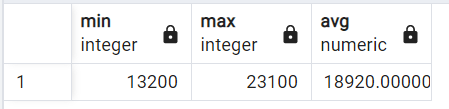 min max avg
integer integer numeric
1 13200 23100 18920.00000